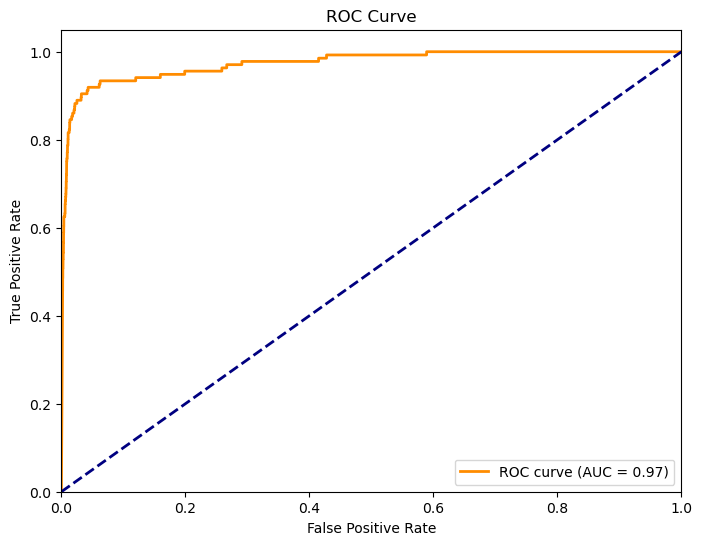 ROC Curve
1.0
0.8
0.6
0.4
0.2
0.0
True Positive Rate
ROC curve (AUC = 0.97)
0.0 0.2 0.4 0.6 0.8 1.0
False Positive Rate